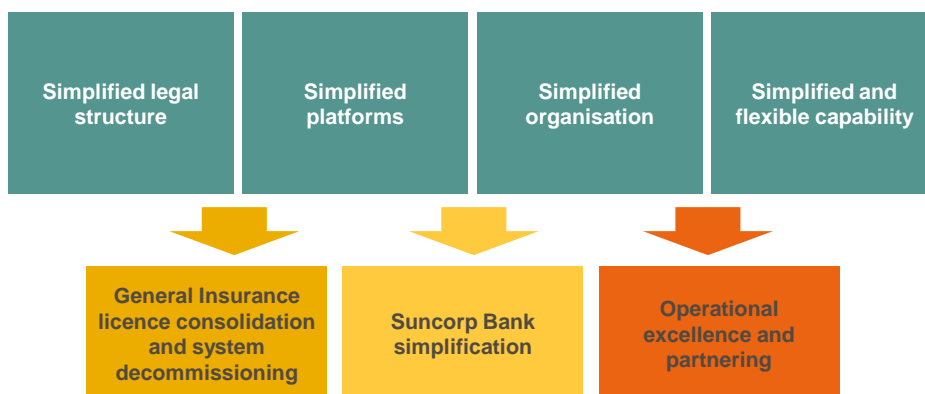 Simplified legal
structure
Simplified
platforms
Simplified
organisation
Simplified and
flexible capability
General Insurance
licence consolidation
and system
decommissioning
Suncorp Bank
simplification
Operational
excellence and
partnering